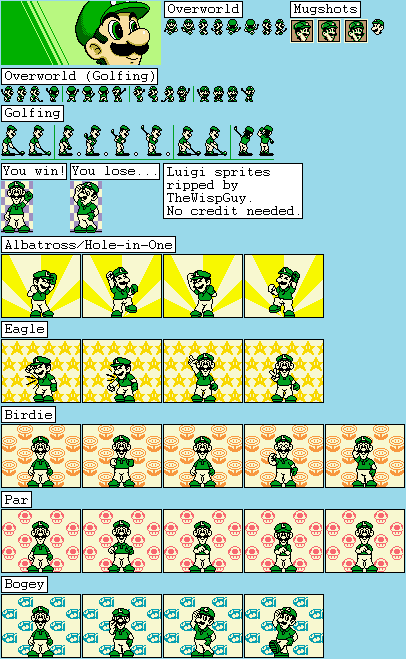 Overworld
Mugshots
Overworld (Golfing)
Golfing
You win!
You lose...
Luigi sprites
ripped by
TheWispGuy.
No credit needed.
Albatross/Hole-in-One
Eagle
Birdie
Par
Bogey